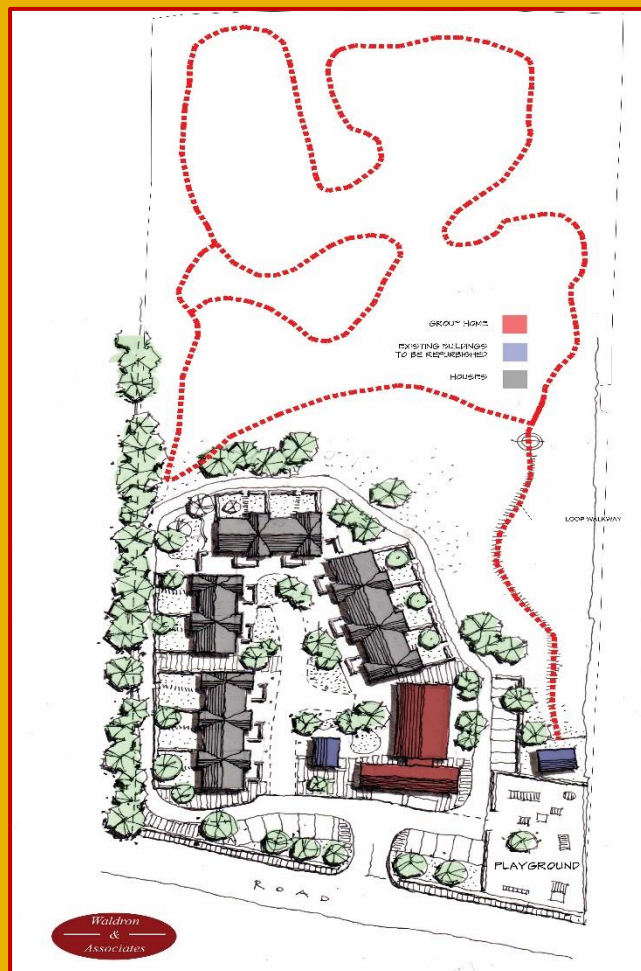 GROUP HOME
EXISTING BUILDINGS
TO BE REFURBISHED
HOUSES
LOOP WALKWAY
PLAYGROUND
ROAD
Waldron
&
Associates